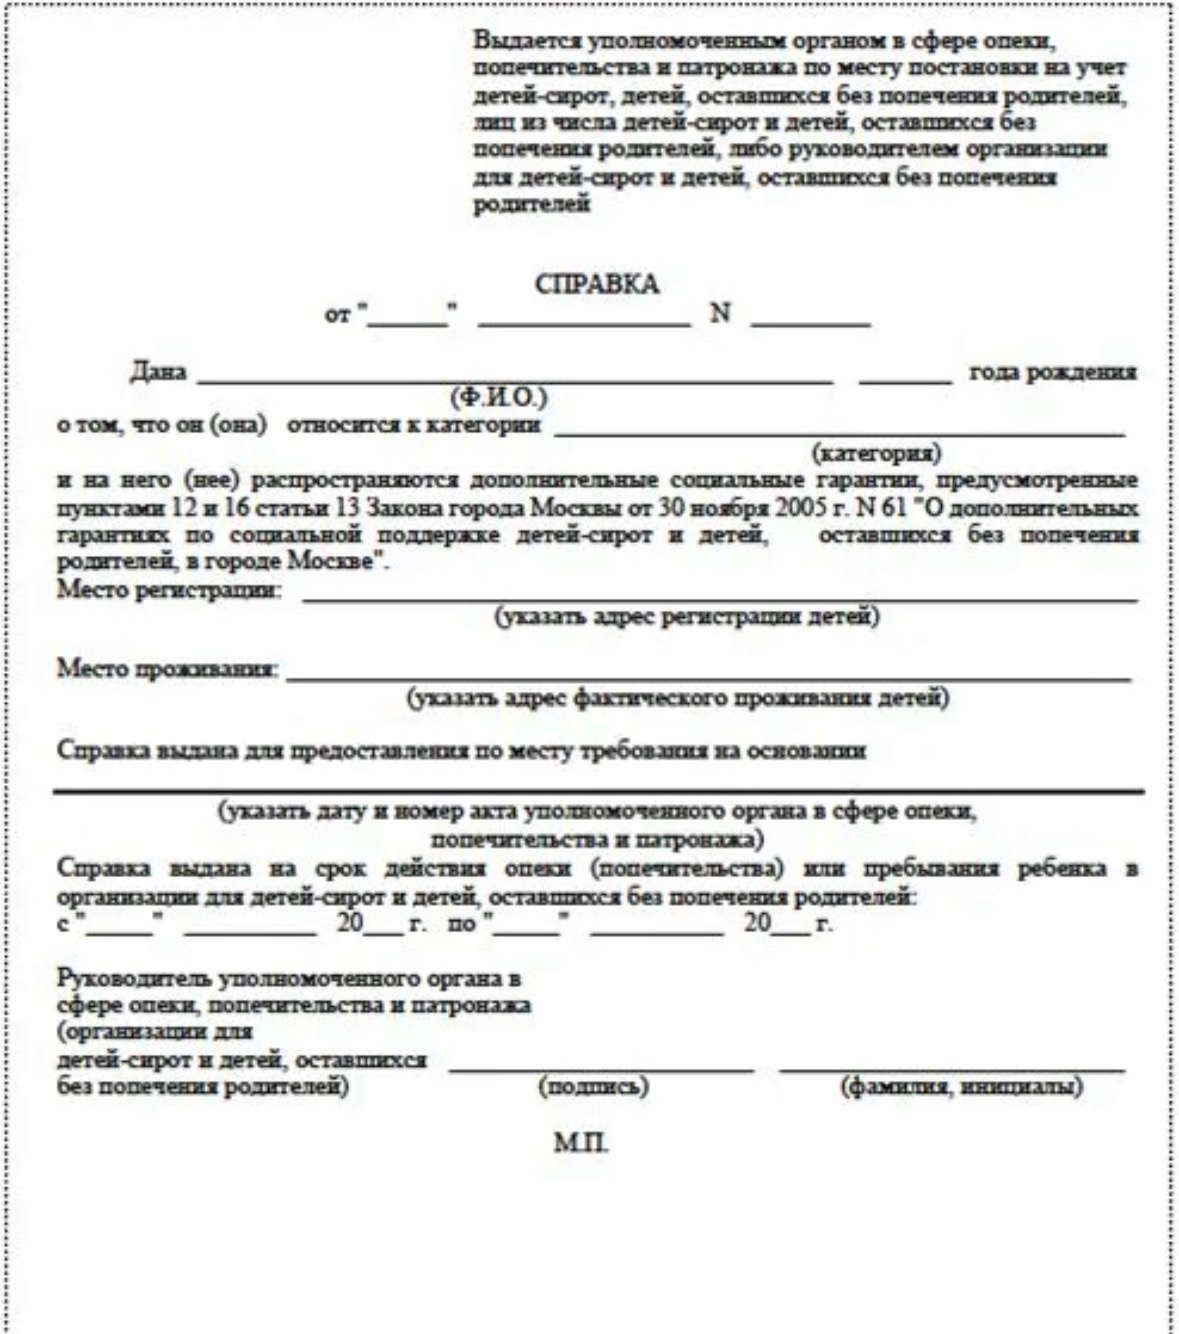 Выдается уполномоченным органом в сфере опеки,
попечительства и патронажа по месту постановки на учет
детей-сирот, детей, оставшихся без попечения родителей,
лиц из числа детей-сирот и детей, оставшихся без
попечения родителей, либо руководителем организации
для детей-сирот и детей, оставшихся без попечения
родителей
СПРАВКА
от "______" ________________ N _________
Дана ________________________________________________ _______ года рождения
(Ф.И.О.)
о том, что он (она) относится к категории ___________________________________________
(категория)
и на него (нее) распространяются дополнительные социальные гарантии, предусмотренные
пунктами 12 и 16 статьи 13 Закона города Москвы от 30 ноября 2005 г. N 61 "О дополнительных
гарантиях по социальной поддержке детей-сирот и детей, оставшихся без попечения
родителей, в городе Москве".
Место регистрации: _______________________________________________________________
(указать адрес регистрации детей)
Место проживания: ________________________________________________________________
(указать адрес фактического проживания детей)
Справка выдана для предоставления по месту требования на основании
(указать дату и номер акта уполномоченного органа в сфере опеки,
попечительства и патронажа)
Справка выдана на срок действия опеки (попечительства) или пребывания ребенка в
организации для детей-сирот и детей, оставшихся без попечения родителей:
с "_____" __________ 20___ г. по "_____" __________ 20___ г.
Руководитель уполномоченного органа в
сфере опеки, попечительства и патронажа
(организации для
детей-сирот и детей, оставшихся _______________________ __________________________
без попечения родителей) (подпись) (фамилия, инициалы)
М.П.